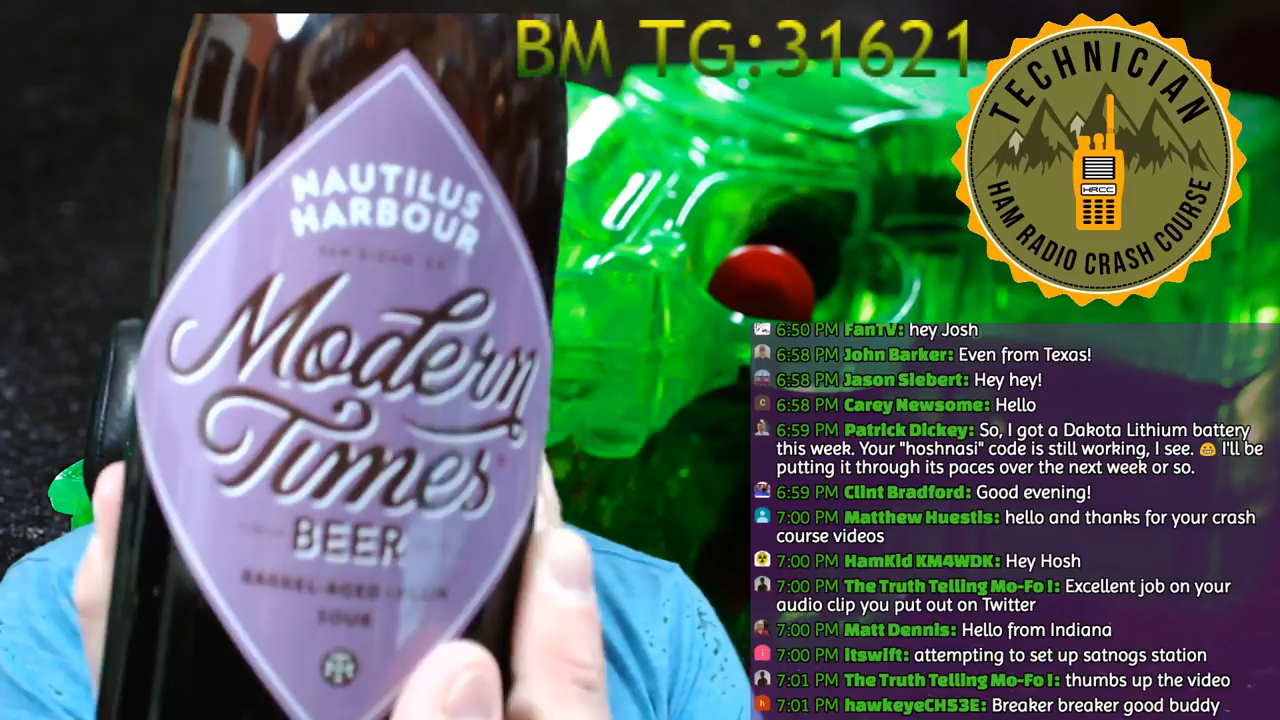 BM TG:31621
TECHNICIAN
HRCC
HAM RADIO CRASH COURSE
NAUTILUS
HARBOUR
SAN DIEGO, CA
Modern
Times
BEER
BARREL-AGED
SOUR
6:50 PM FanTV: hey Josh
6:58 PM John Barker: Even from Texas!
6:58 PM Jason Siebert: Hey hey!
6:58 PM Carey Newsome: Hello
6:59 PM Patrick Dickey: So, I got a Dakota Lithium battery
this week. Your "hoshnasi" code is still working, I see. 😁 I'll be
putting it through its paces over the next week or so.
6:59 PM Clint Bradford: Good evening!
7:00 PM Matthew Huestis: hello and thanks for your crash
course videos
7:00 PM HamKid KM4WDK: Hey Hosh
7:00 PM The Truth Telling Mo-Fo I: Excellent job on your
audio clip you put out on Twitter
7:00 PM Matt Dennis: Hello from Indiana
7:00 PM itswift: attempting to set up satnogs station
7:01 PM The Truth Telling Mo-Fo I: thumbs up the video
7:01 PM hawkeyeCH53E: Breaker breaker good buddy